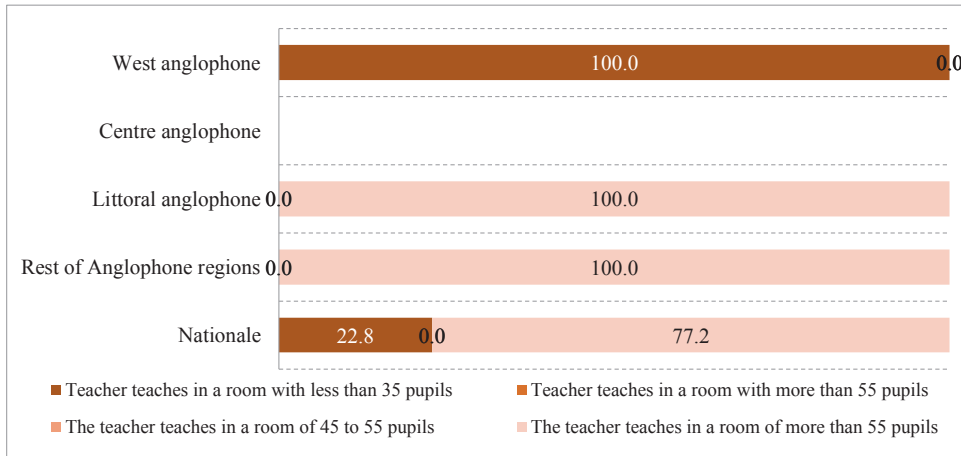 West anglophone 100.0 0.0
Centre anglophone
Littoral anglophone 0.0 100.0
Rest of Anglophone regions 0.0 100.0
Nationale 22.8 0.0 77.2
Teacher teaches in a room with less than 35 pupils
Teacher teaches in a room with more than 55 pupils
The teacher teaches in a room of 45 to 55 pupils
The teacher teaches in a room of more than 55 pupils